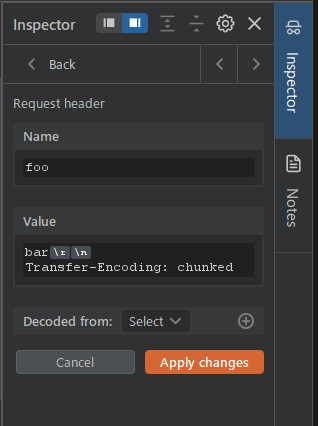 Inspector
Back
Request header
Name
foo
Value
bar\r\n
Transfer-Encoding: chunked
Decoded from: Select
Cancel Apply changes
Inspector
Notes